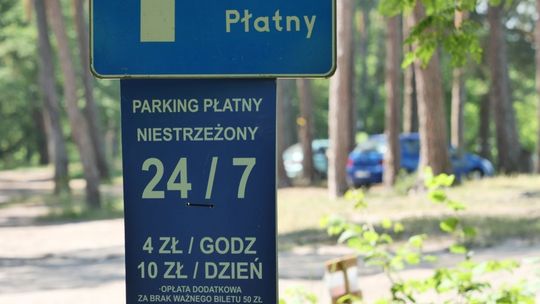 Płatny
PARKING PŁATNY
NIESTRZEŻONY
24 / 7
4 ZŁ / GODZ
10 ZŁ / DZIEŃ
-OPŁATA DODATKOWA
ZA BRAK WAŻNEGO BILETU 50 ZŁ